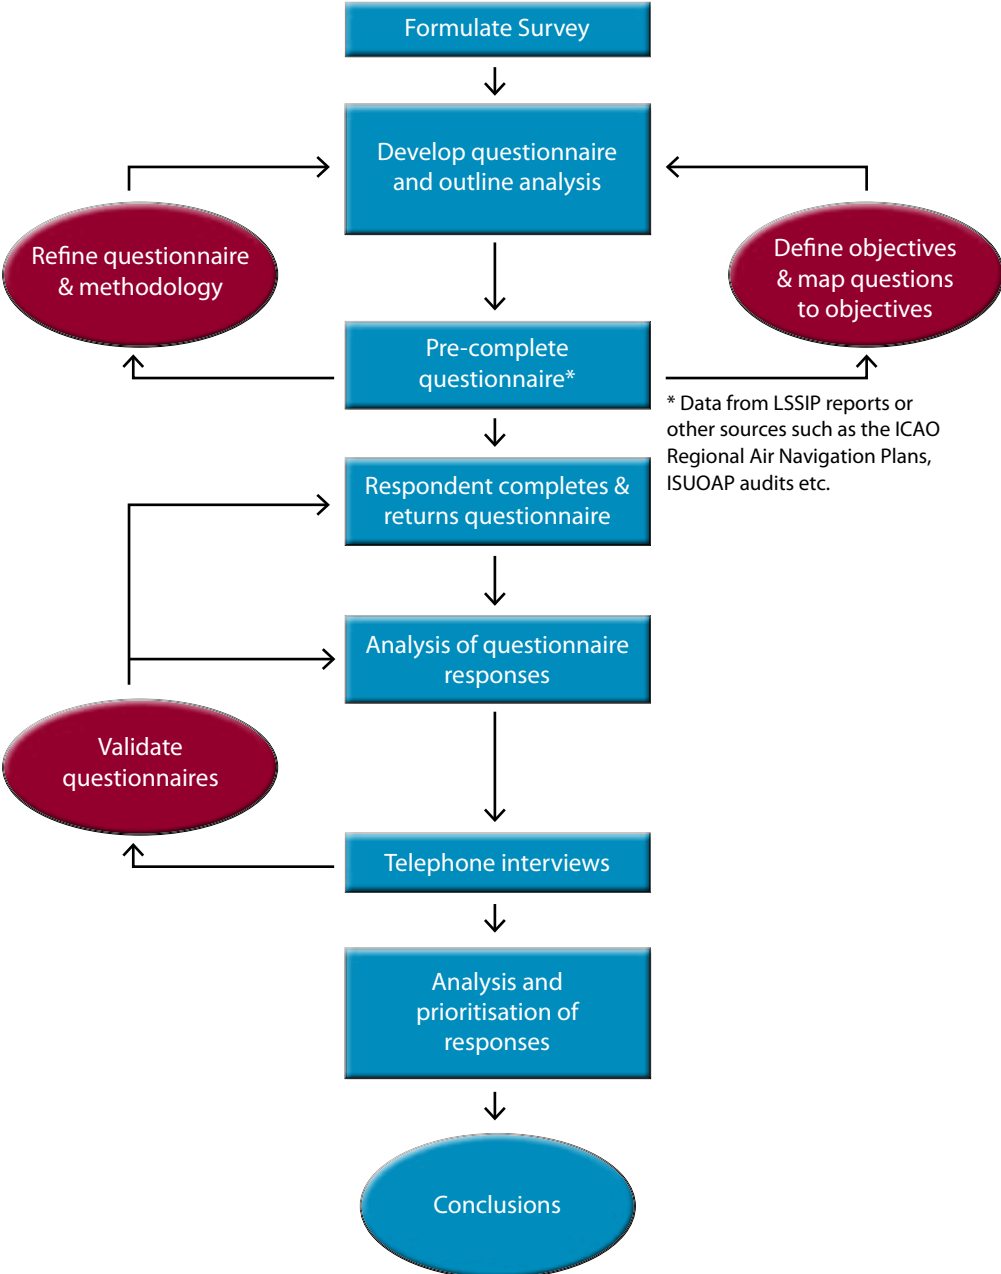 Formulate Survey
Develop questionnaire
and outline analysis
Refine questionnaire
& methodology
Define objectives
& map questions
to objectives
Pre-complete
questionnaire*
* Data from LSSIP reports or
other sources such as the ICAO
Regional Air Navigation Plans,
ISUOAP audits etc.
Respondent completes &
returns questionnaire
Analysis of questionnaire
responses
Validate
questionnaires
Telephone interviews
Analysis and
prioritisation of
responses
Conclusions